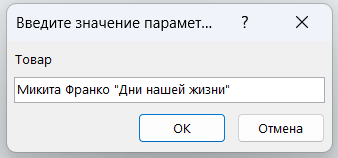 Введите значение парамет... ?
Товар
Микита Франко "Дни нашей жизни"
ОК Отмена